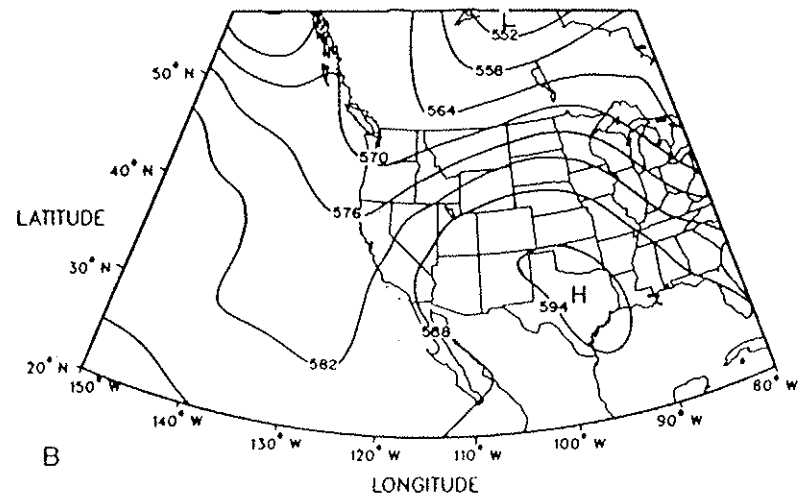 L
552
558
564
570
576
582
588
594
H
50° N
40° N
30° N
20° N
LATITUDE
150° W
140° W
130° W
120° W
110° W
100° W
90° W
80° W
LONGITUDE
B